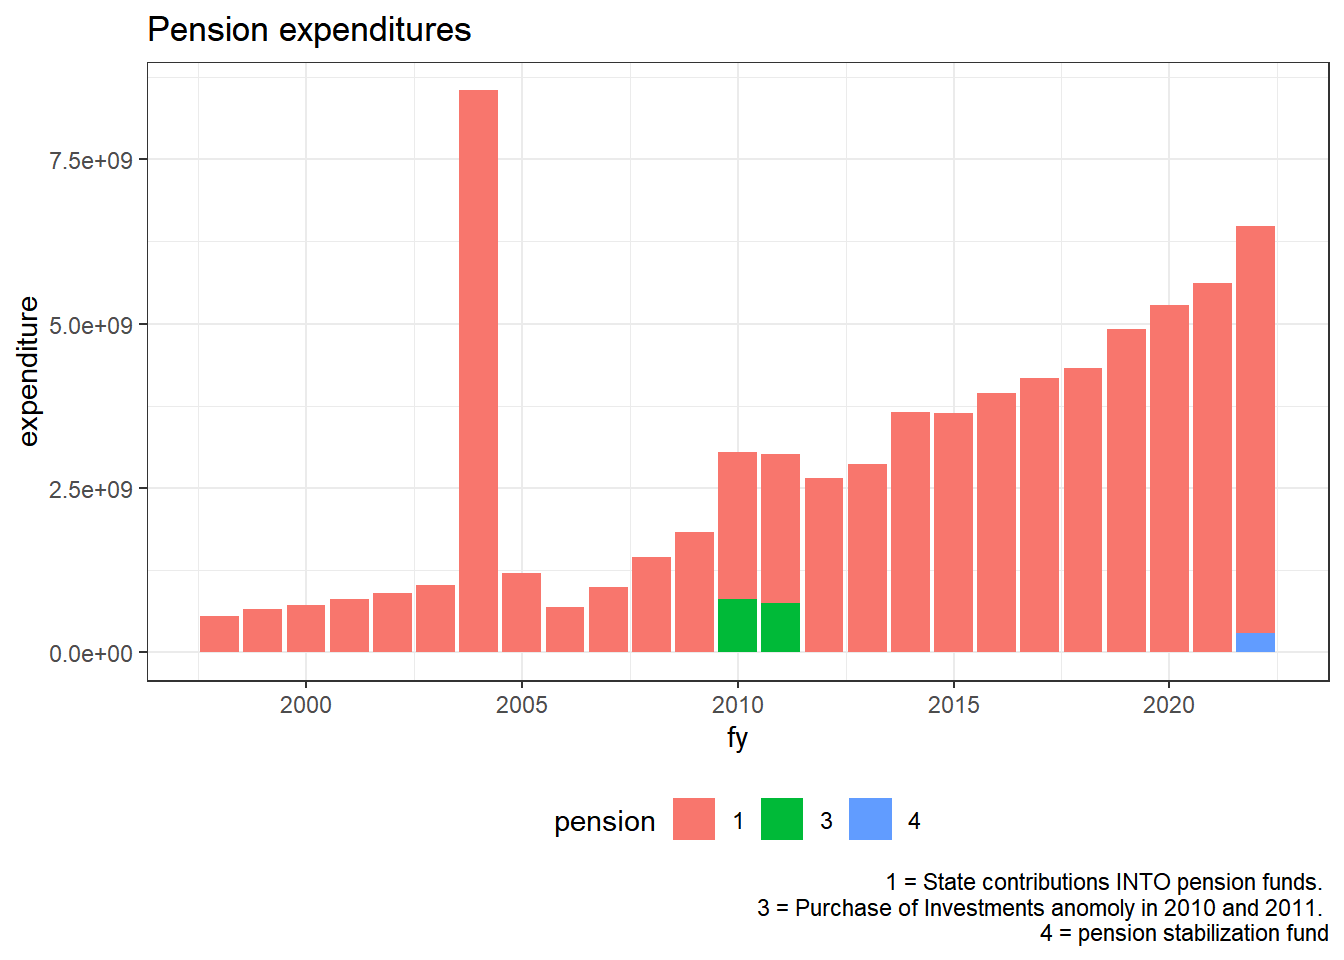 Pension expenditures
7.5e+09
5.0e+09
2.5e+09
0.0e+00
expenditure
2000 2005 2010 2015 2020
fy
pension 1 3 4
1 = State contributions INTO pension funds.
3 = Purchase of Investments anomoly in 2010 and 2011.
4 = pension stabilization fund